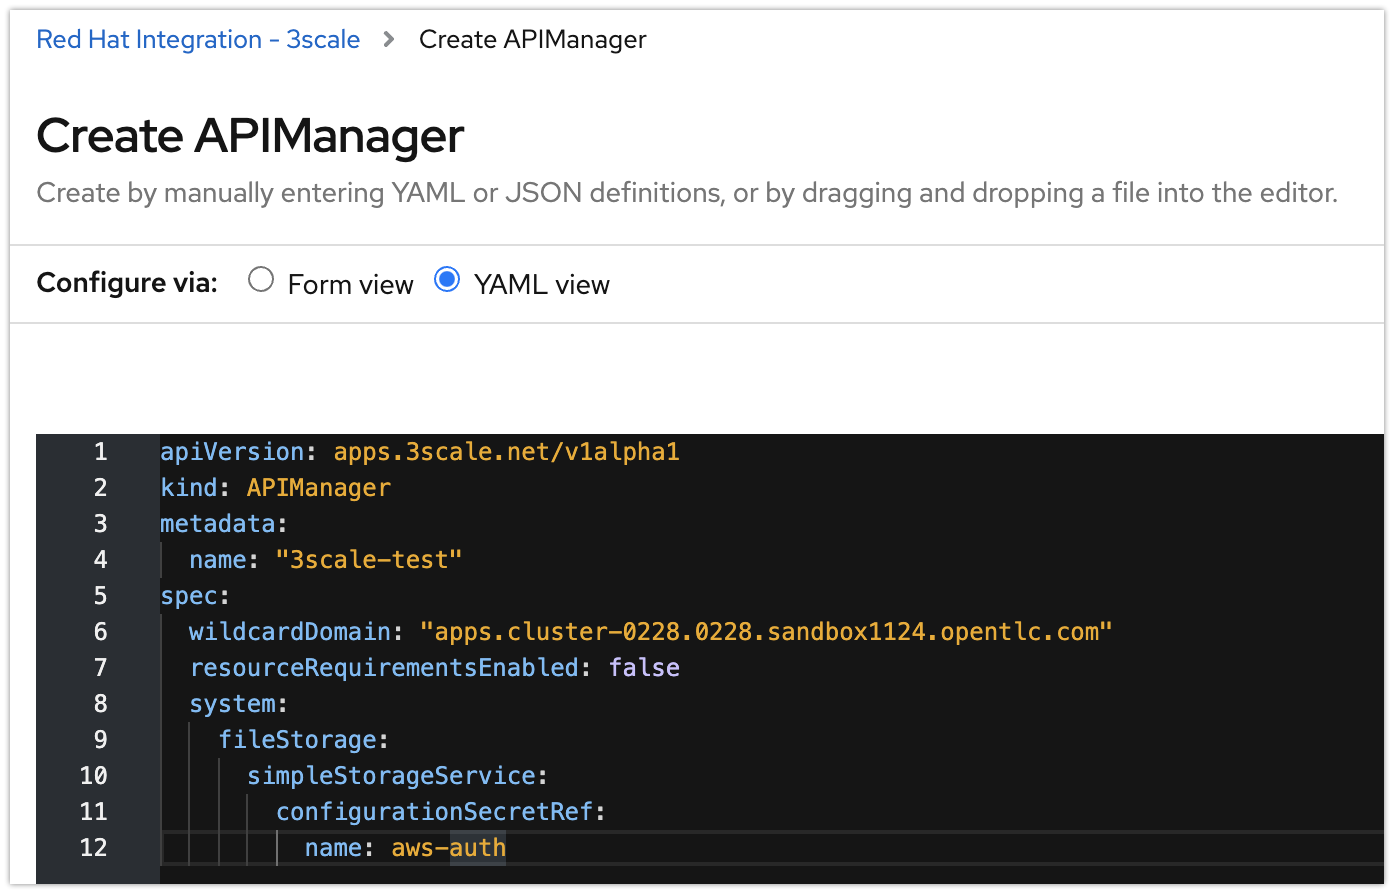 Red Hat Integration - 3scale > Create APIManager
Create APIManager
Create by manually entering YAML or JSON definitions, or by dragging and dropping a file into the editor.
Configure via: Form view YAML view
1 apiVersion: apps.3scale.net/v1alpha1
2 kind: APIManager
3 metadata:
4   name: "3scale-test"
5 spec:
6   wildcardDomain: "apps.cluster-0228.0228.sandbox1124.opentlc.com"
7   resourceRequirementsEnabled: false
8   system:
9     fileStorage:
10       simpleStorageService:
11         configurationSecretRef:
12           name: aws-auth